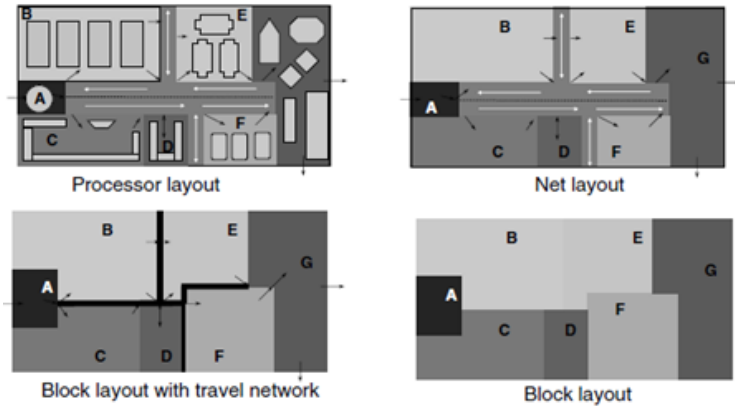 B
E
A
C
D
F
Processor layout
B
E
G
A
C
D
F
Net layout
B
E
A
G
C
D
F
Block layout with travel network
B
E
G
A
F
C
D
Block layout